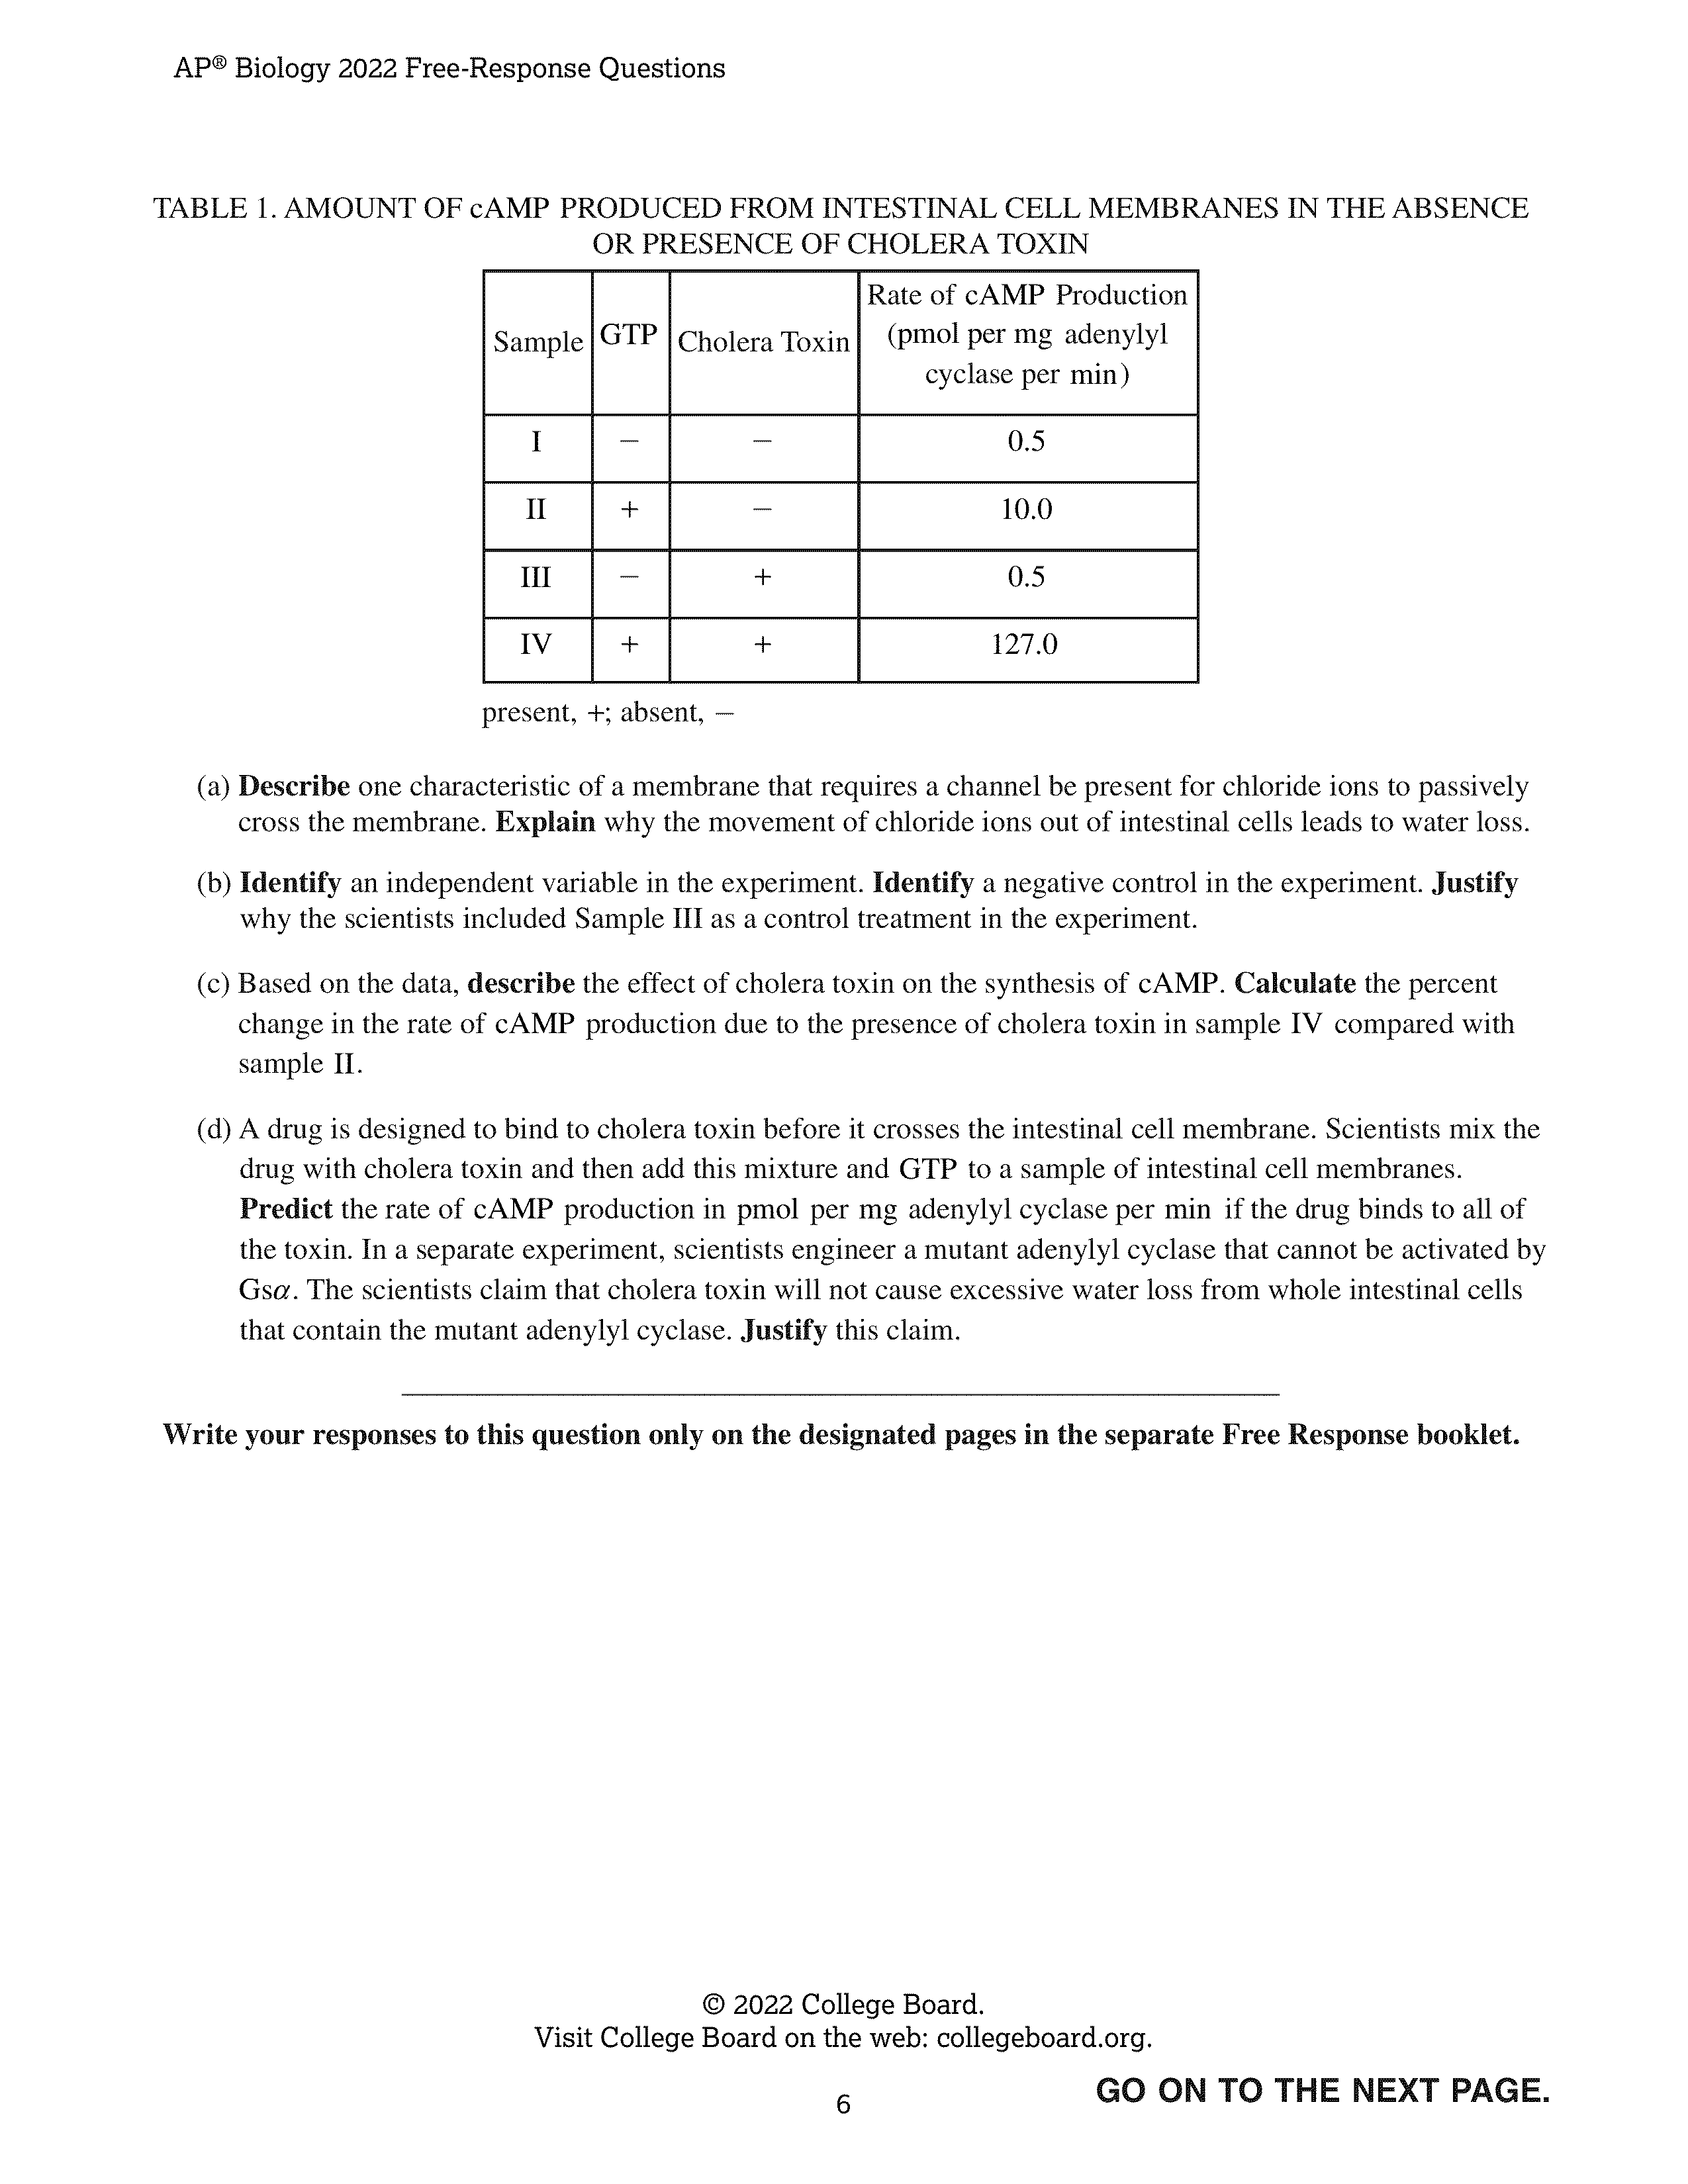 AP® Biology 2022 Free-Response Questions
TABLE 1. AMOUNT OF cAMP PRODUCED FROM INTESTINAL CELL MEMBRANES IN THE ABSENCE
OR PRESENCE OF CHOLERA TOXIN
Sample GTP Cholera Toxin Rate of cAMP Production
(pmol per mg adenylyl
cyclase per min)
I − − 0.5
II + − 10.0
III − + 0.5
IV + + 127.0
present, +; absent, −
(a) Describe one characteristic of a membrane that requires a channel be present for chloride ions to passively
cross the membrane. Explain why the movement of chloride ions out of intestinal cells leads to water loss.
(b) Identify an independent variable in the experiment. Identify a negative control in the experiment. Justify
why the scientists included Sample III as a control treatment in the experiment.
(c) Based on the data, describe the effect of cholera toxin on the synthesis of cAMP. Calculate the percent
change in the rate of cAMP production due to the presence of cholera toxin in sample IV compared with
sample II.
(d) A drug is designed to bind to cholera toxin before it crosses the intestinal cell membrane. Scientists mix the
drug with cholera toxin and then add this mixture and GTP to a sample of intestinal cell membranes.
Predict the rate of cAMP production in pmol per mg adenylyl cyclase per min if the drug binds to all of
the toxin. In a separate experiment, scientists engineer a mutant adenylyl cyclase that cannot be activated by
Gsα. The scientists claim that cholera toxin will not cause excessive water loss from whole intestinal cells
that contain the mutant adenylyl cyclase. Justify this claim.
Write your responses to this question only on the designated pages in the separate Free Response booklet.
© 2022 College Board.
Visit College Board on the web: collegeboard.org.
GO ON TO THE NEXT PAGE.
6